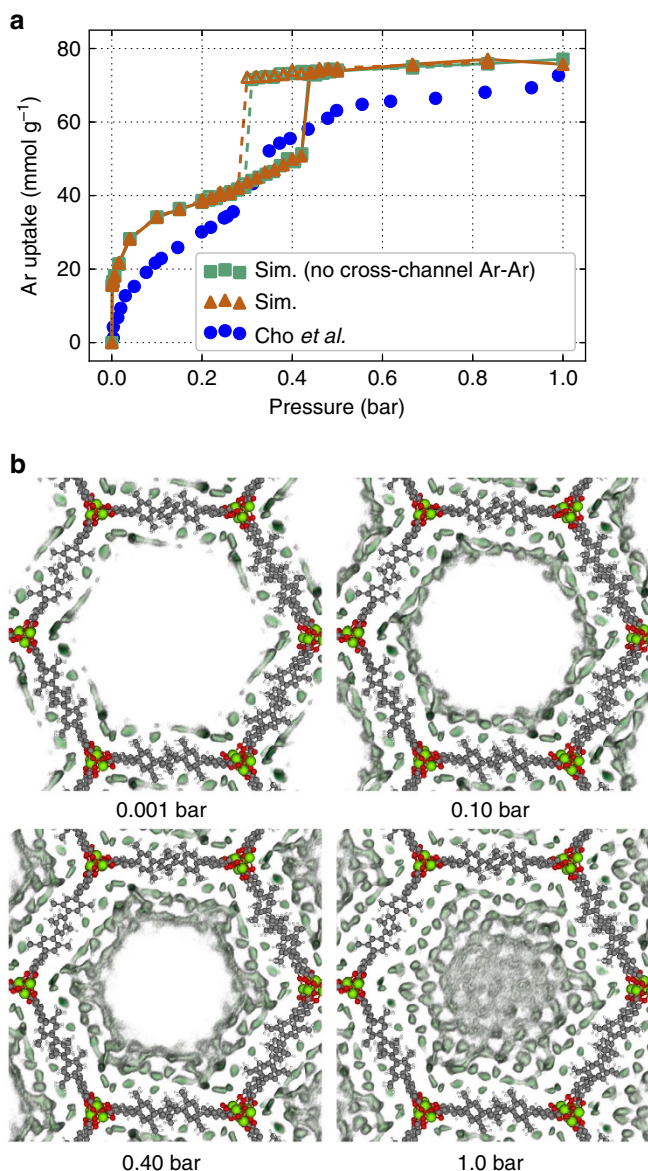 a
80
60
40
20
0
Ar uptake (mmol g⁻¹)
Sim. (no cross-channel Ar-Ar)
Sim.
Cho et al.
0.0 0.2 0.4 0.6 0.8 1.0
Pressure (bar)
b
0.001 bar 0.10 bar
0.40 bar 1.0 bar